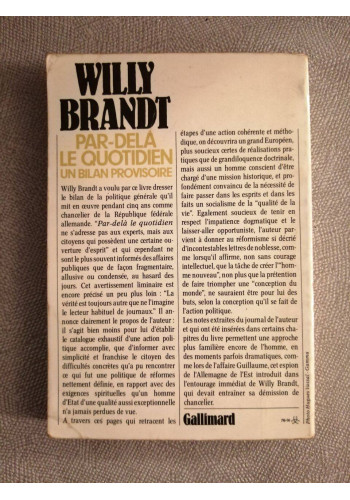 WILLY
BRANDT
PAR-DELÀ
LE QUOTIDIEN
UN BILAN PROVISOIRE
Willy Brandt a voulu par ce livre dresser
le bilan de la politique générale qu'il
mit en œuvre pendant cinq ans comme
chancelier de la République fédérale
allemande. "Par-delà le quotidien
ne s'adresse pas aux experts, mais aux
citoyens qui possèdent une certaine ou-
verture d'esprit" et qui cependant ne
sont le plus souvent informés des affaires
publiques que de façon fragmentaire,
allusive ou condensée, au hasard des
jours. Cet avertissement liminaire est
encore précisé un peu plus loin : "La
vérité est toujours autre que ne l'imagine
le lecteur habituel de journaux." Il an-
nonce clairement le propos de l'auteur :
il s'agit bien moins pour lui d'établir
le catalogue exhaustif d'une action poli-
tique accomplie, que d'informer avec
simplicité et franchise le citoyen des
difficultés concrètes qu'a pu rencontrer
ce qui fut une politique de réformes
nettement définie, en rapport avec des
exigences spirituelles qu'un homme
d'Etat d'une qualité aussi exceptionnelle
n'a jamais perdues de vue.
A travers ces pages qui retracent les
étapes d'une action cohérente et métho-
dique, on découvrira un grand Européen,
plus soucieux certes de réalisations pra-
tiques que de grandiloquence doctrinale,
mais aussi un homme conscient d'être
chargé d'une mission historique, et pro-
fondément convaincu de la nécessité de
faire passer dans les esprits et dans les
faits un socialisme de la "qualité de la
vie". Egalement soucieux de tenir en
respect l'impatience dogmatique et le
laisser-aller opportuniste, l'auteur par-
vient à donner au réformisme si décrié
d'incontestables lettres de noblesse, com-
me lorsqu'il affirme, non sans courage
intellectuel, que la tâche de créer l'"hom-
me nouveau", non plus que la prétention
de faire triompher une "conception du
monde", ne sauraient être pour lui des
buts, selon la conception qu'il se fait de
l'action politique.
Les notes extraites du journal de l'auteur
et qui ont été insérées dans certains cha-
pitres du livre permettent une approche
plus familière encore de l'homme, en
des moments parfois dramatiques, com-
me lors de l'affaire Guillaume, cet espion
de l'Allemagne de l'Est introduit dans
l'entourage immédiat de Willy Brandt,
qui devait entraîner sa démission de
chancelier.
Gallimard